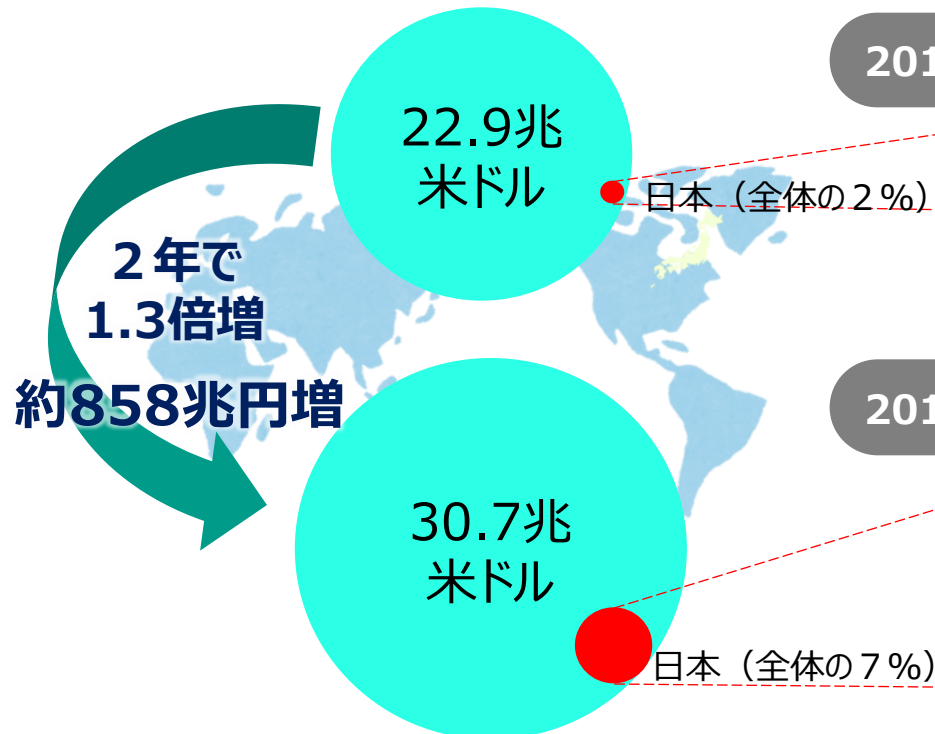 201
22.9兆
米ドル
日本（全体の２%）
２年で
1.3倍増
約858兆円増
201
30.7兆
米ドル
日本（全体の７%）